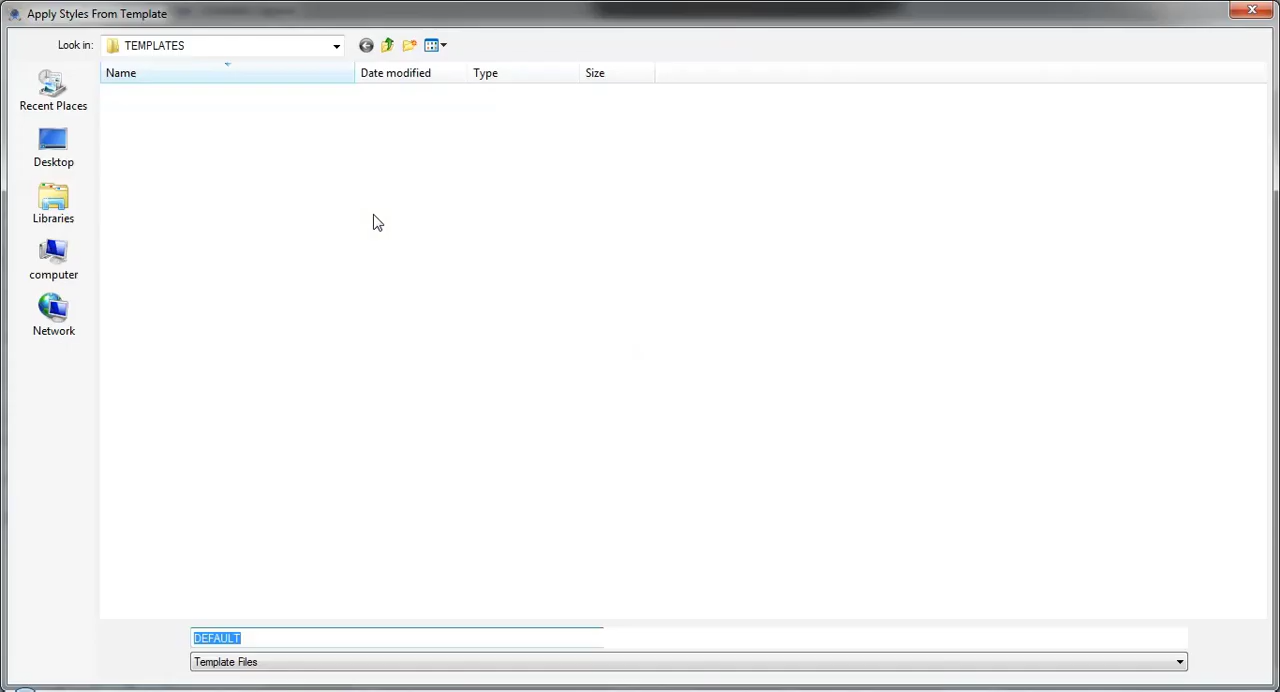 Apply Styles From Template
Look in: TEMPLATES
Name Date modified Type Size
Recent Places
Desktop
Libraries
computer
Network
DEFAULT
Template Files